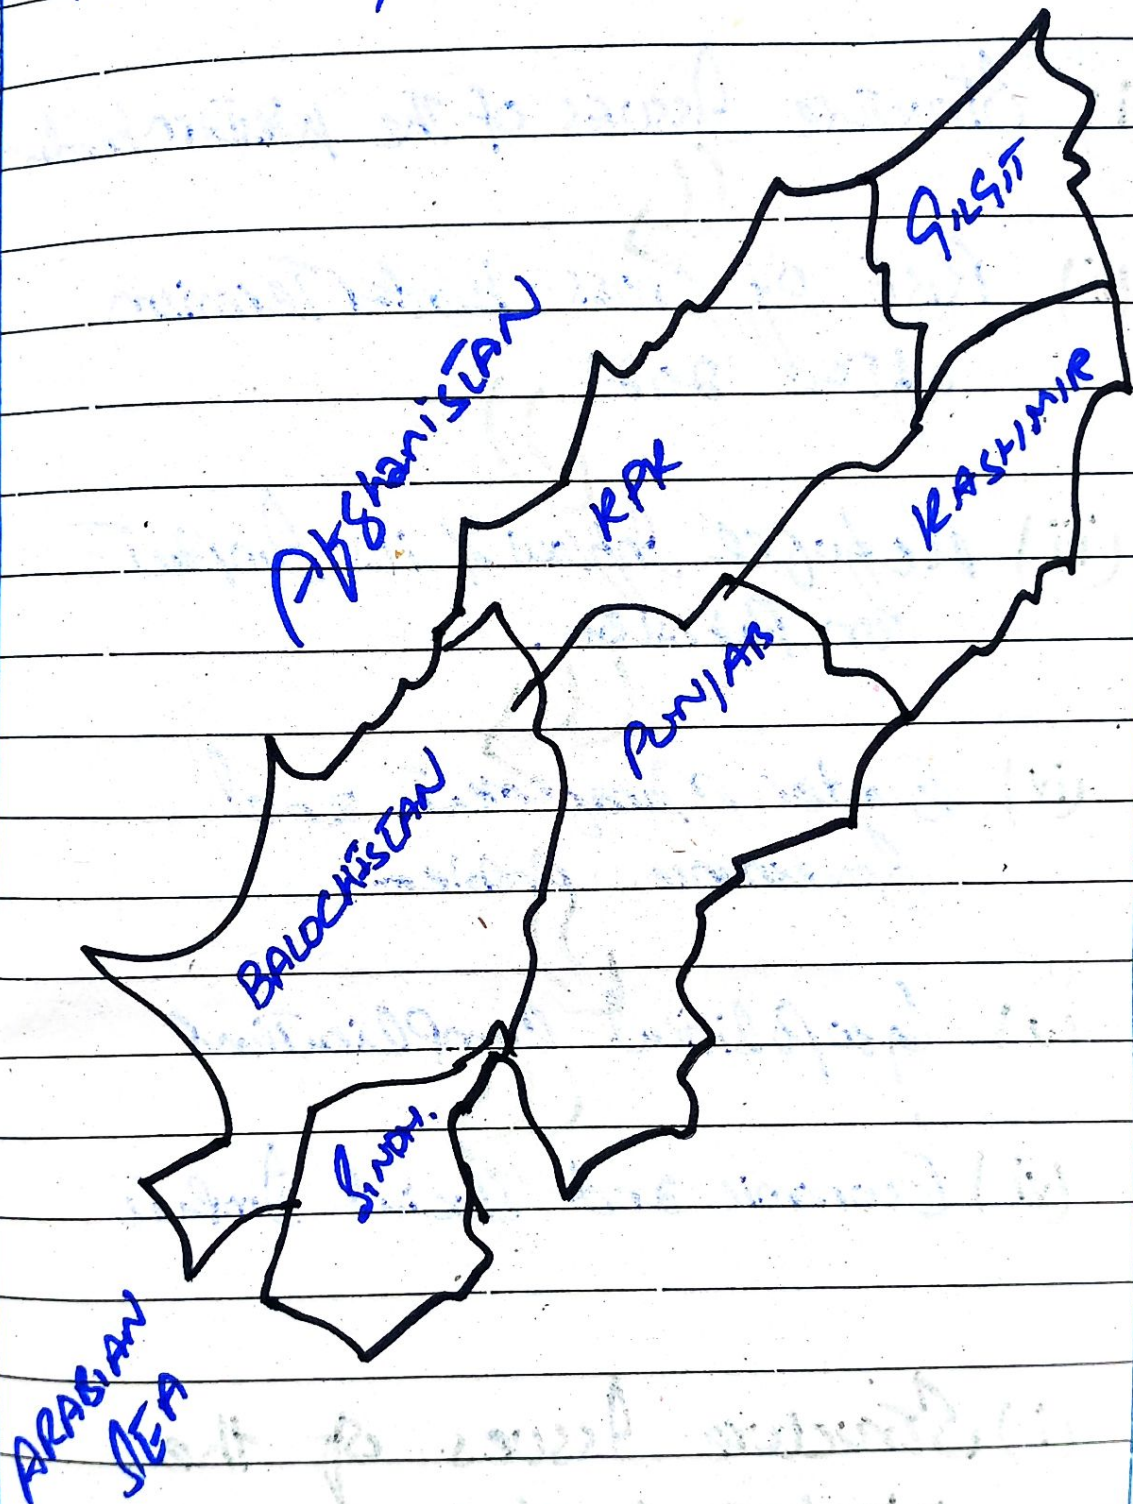 GILGIT
Afghanistan
KASHMIR
KPK
PUNJAB
BALOCHISTAN
SINDH.
ARABIAN
SEA